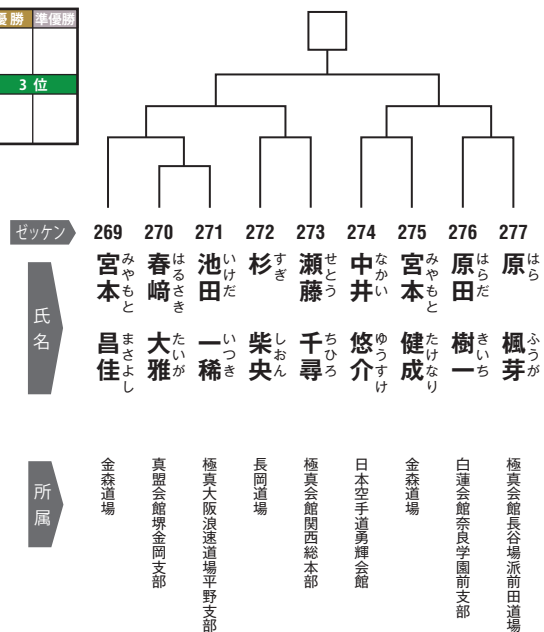 優勝 準優勝
3 位
ゼッケン 269 270 271 272 273 274 275 276 277
氏名
宮本 みやもと 昌佳 まさよし
春﨑 はるさき 大雅 たいが
池田 いけだ 一稀 いつき
杉 すぎ 柴央 しおん
瀬藤 せとう 千尋 ちひろ
中井 なかい 悠介 ゆうすけ
宮本 みやもと 健成 たけなり
原田 はらだ 樹一 きいち
原 はら 楓芽 ふうが
所属
金森道場
真盟会館堺金岡支部
極真大阪浪速道場平野支部
長岡道場
極真会館関西総本部
日本空手道勇輝会館
金森道場
白蓮会館奈良学園前支部
極真会館長谷場派前田道場